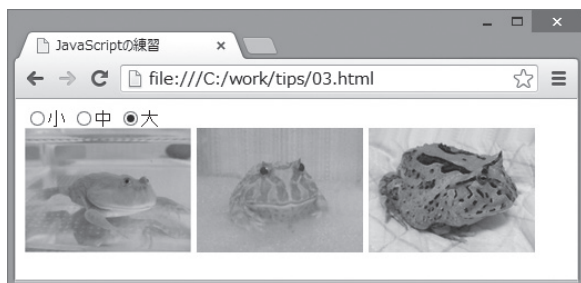 JavaScriptの練習
file:///C:/work/tips/03.html
小 中 大